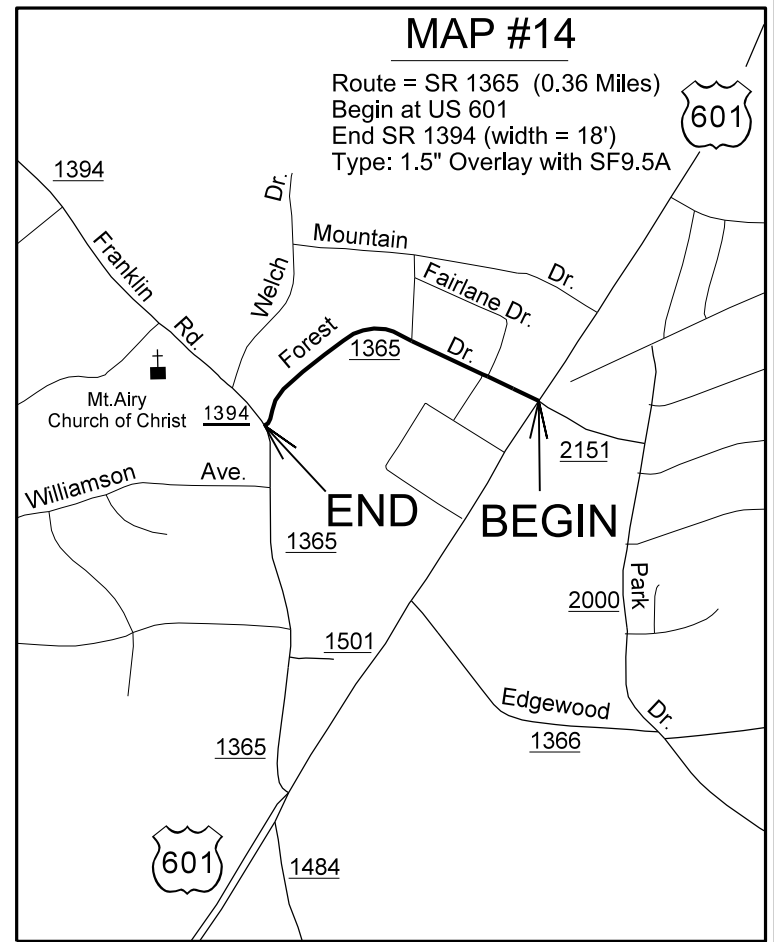 MAP #14
Route = SR 1365 (0.36 Miles)
Begin at US 601
End SR 1394 (width = 18')
Type: 1.5" Overlay with SF9.5A
601
1394
Franklin Rd.
Welch Dr.
Mountain Dr.
Fairlane Dr.
Forest Dr.
1365
Mt.Airy
Church of Christ
1394
2151
Williamson Ave.
END
BEGIN
1365
2000
Park Dr.
1501
Edgewood
1366
1365
601
1484